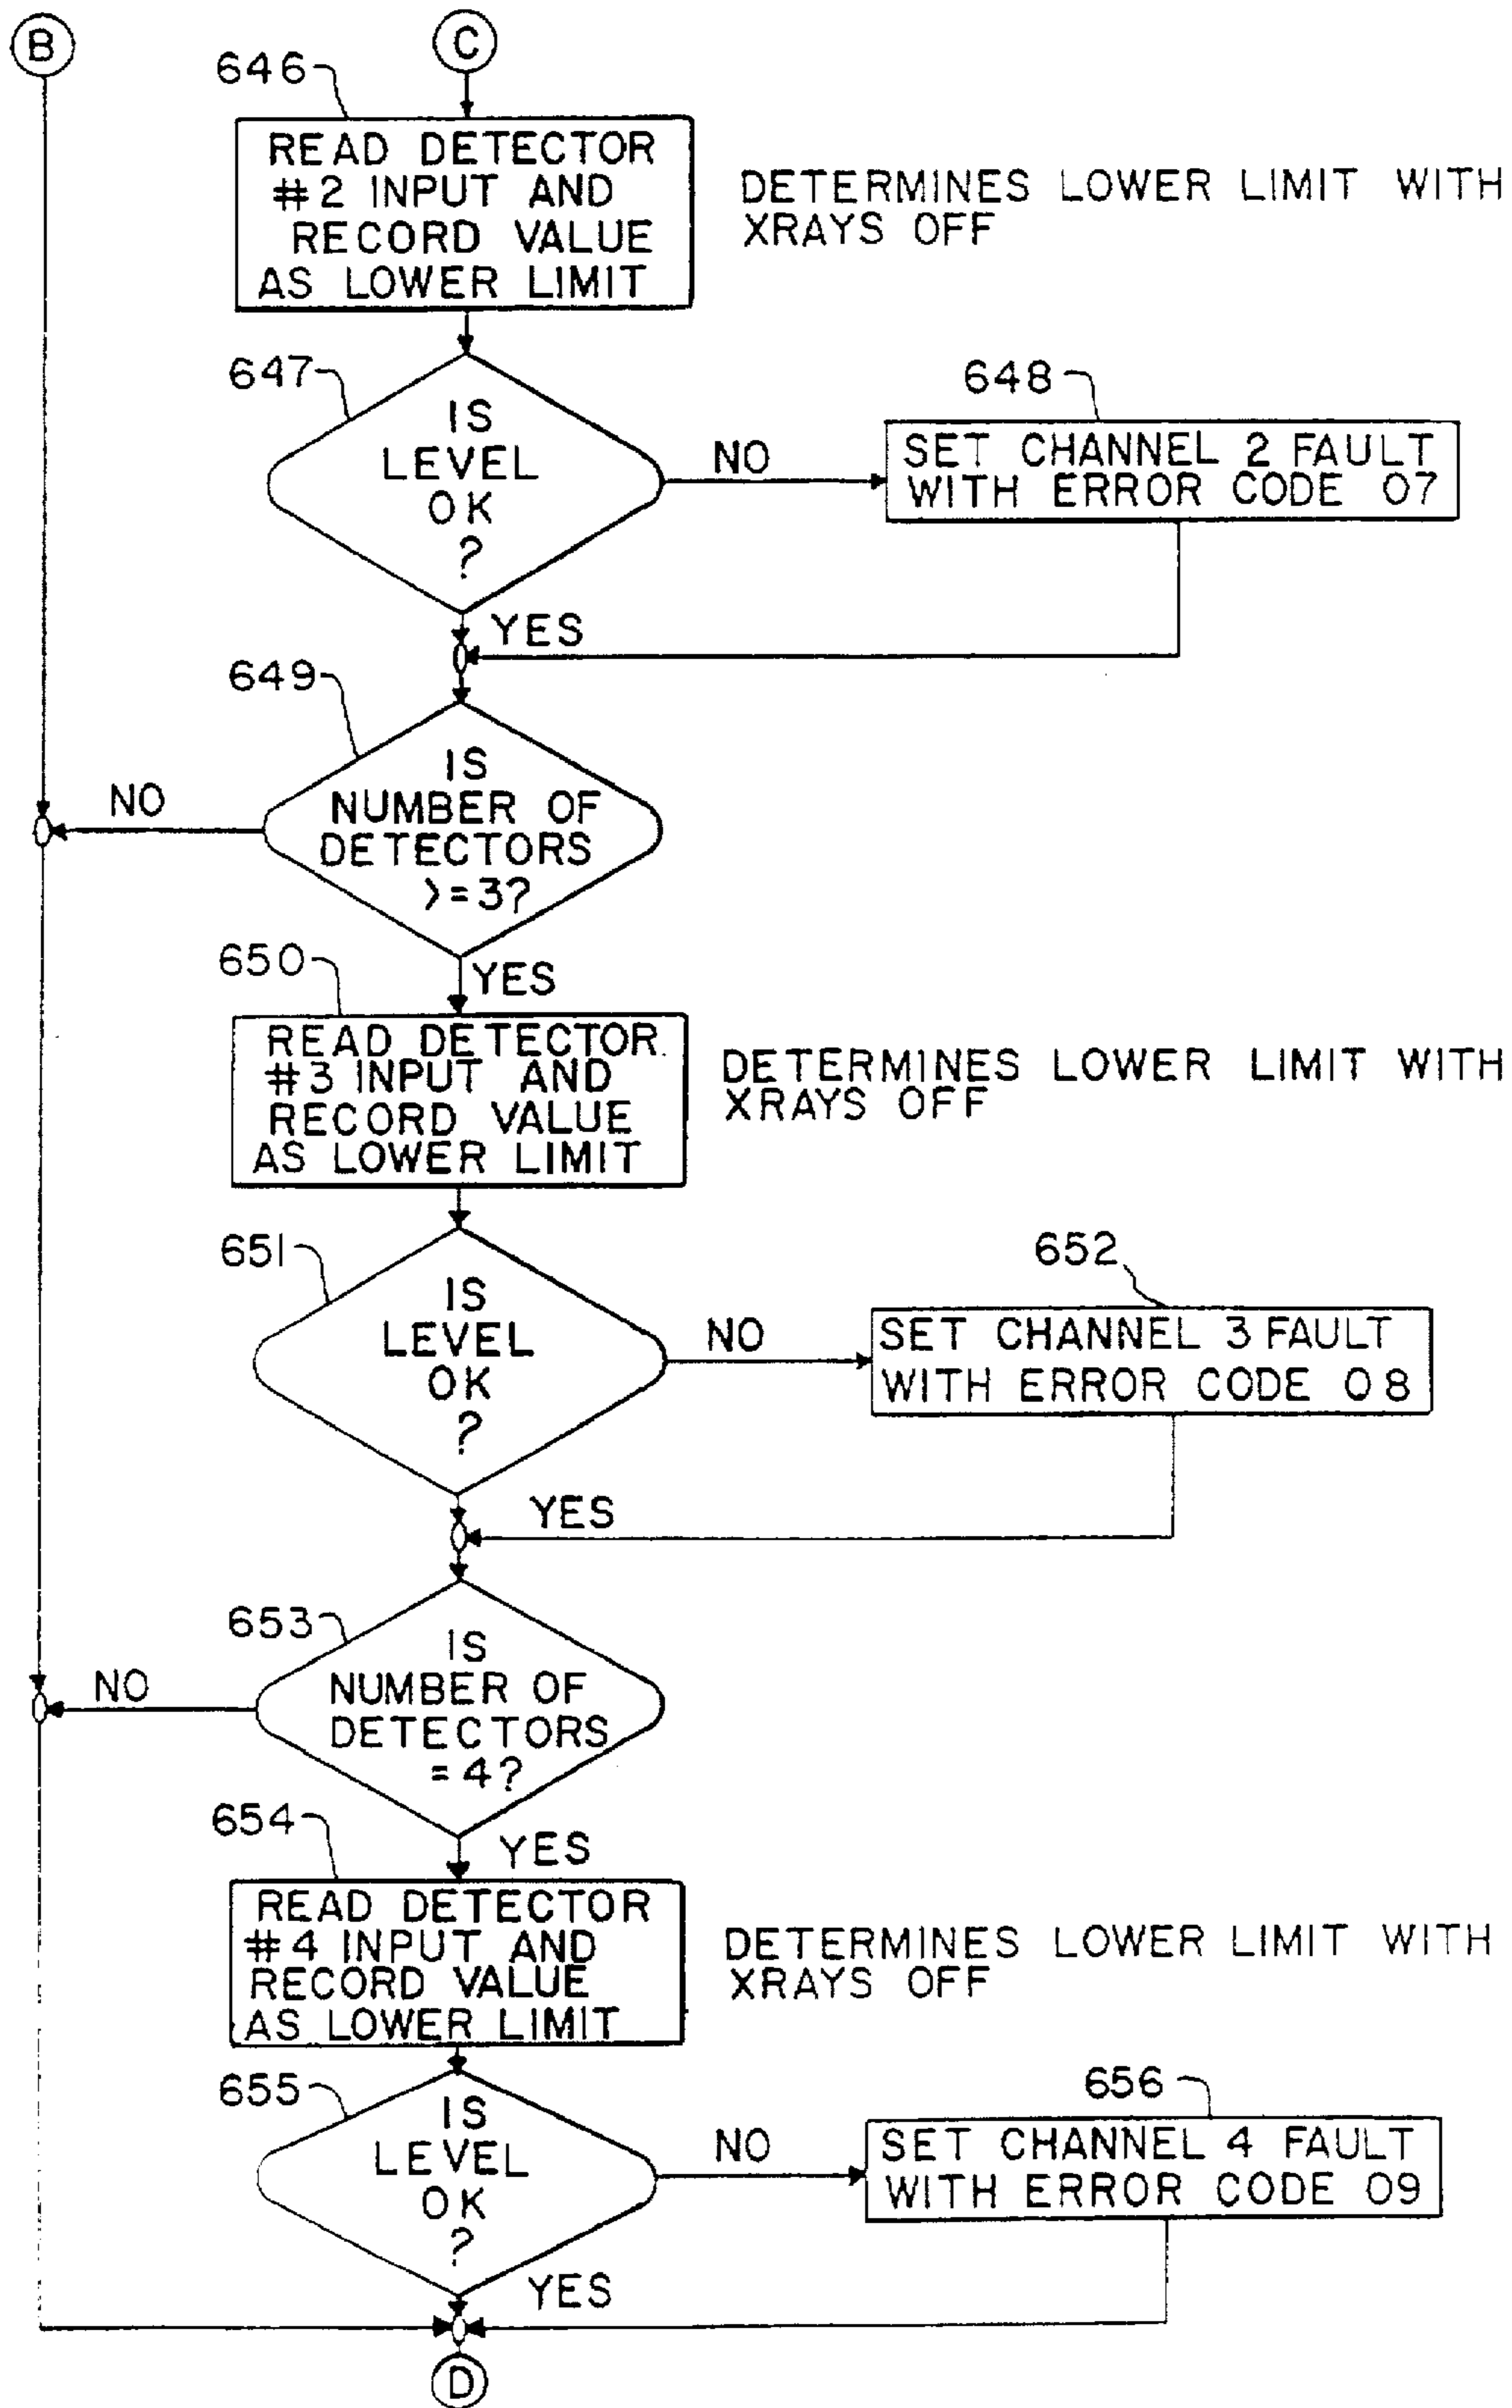 B
C
646
READ DETECTOR
#2 INPUT AND
RECORD VALUE
AS LOWER LIMIT
DETERMINES LOWER LIMIT WITH
XRAYS OFF
647
IS
LEVEL
OK
?
NO
648
SET CHANNEL 2 FAULT
WITH ERROR CODE 07
YES
649
IS
NUMBER OF
DETECTORS
>=3?
NO
YES
650
READ DETECTOR
#3 INPUT AND
RECORD VALUE
AS LOWER LIMIT
DETERMINES LOWER LIMIT WITH
XRAYS OFF
651
IS
LEVEL
OK
?
NO
652
SET CHANNEL 3 FAULT
WITH ERROR CODE 08
YES
653
IS
NUMBER OF
DETECTORS
=4?
NO
YES
654
READ DETECTOR
#4 INPUT AND
RECORD VALUE
AS LOWER LIMIT
DETERMINES LOWER LIMIT WITH
XRAYS OFF
655
IS
LEVEL
OK
?
NO
656
SET CHANNEL 4 FAULT
WITH ERROR CODE 09
YES
D